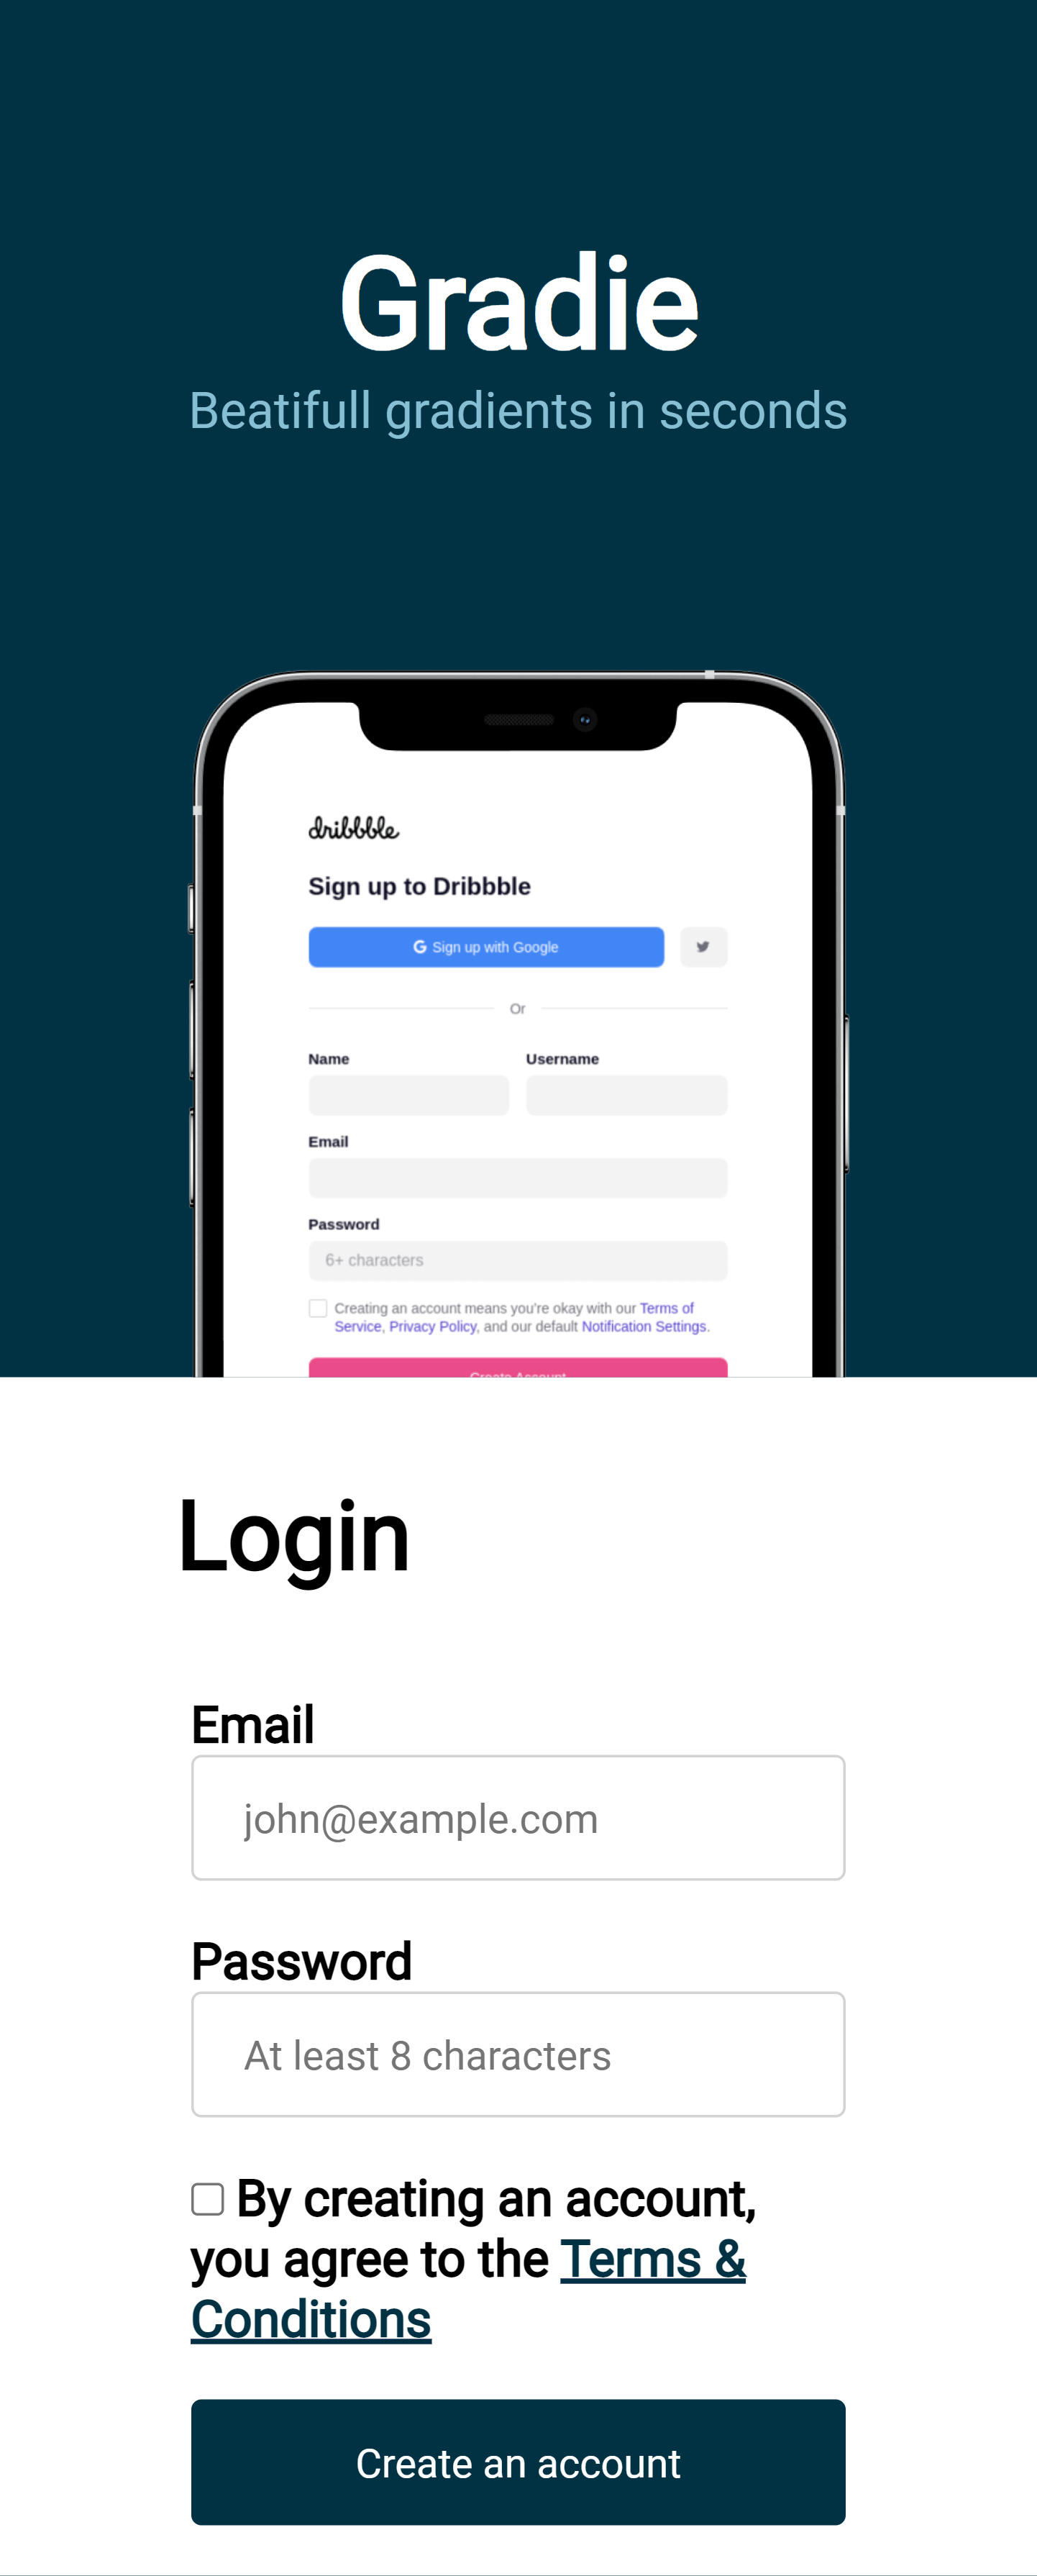 Gradie
Beatifull gradients in seconds
dribbble
Sign up to Dribbble
G Sign up with Google
Or
Name Username
Email
Password
6+ characters
Creating an account means you're okay with our Terms of
Service, Privacy Policy, and our default Notification Settings.
Create Account
Login
Email
john@example.com
Password
At least 8 characters
By creating an account,
you agree to the Terms &
Conditions
Create an account